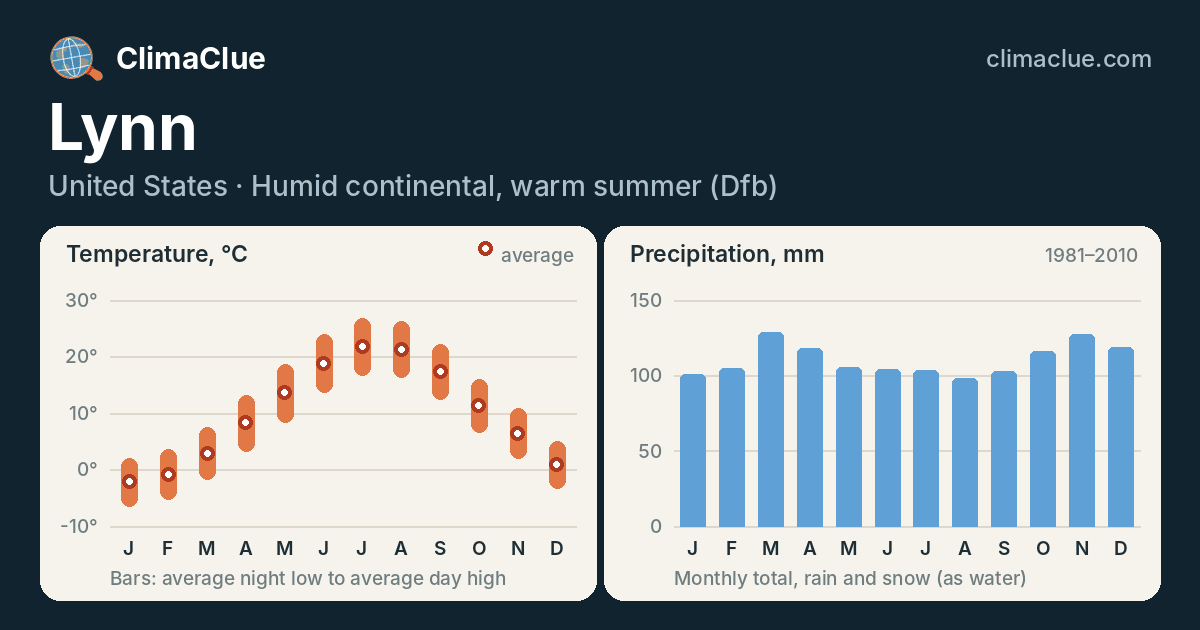 ClimaClue
climaclue.com
Lynn
United States · Humid continental, warm summer (Dfb)
Temperature, °C
average
30°
20°
10°
0°
-10°
J F M A M J J A S O N D
Bars: average night low to average day high
Precipitation, mm
1981–2010
150
100
50
0
J F M A M J J A S O N D
Monthly total, rain and snow (as water)